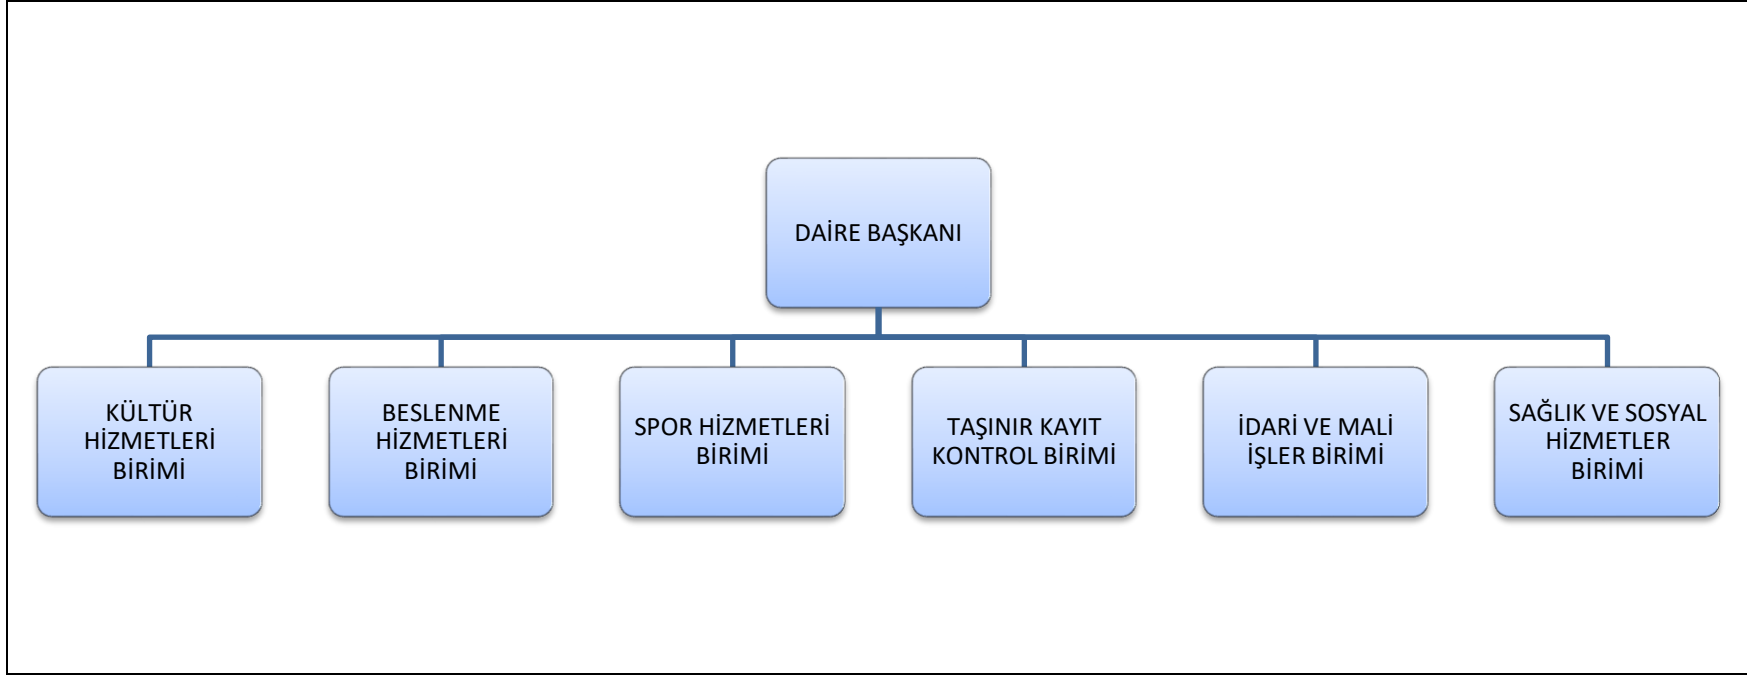 DAİRE BAŞKANI
KÜLTÜR
HİZMETLERİ
BİRİMİ
BESLENME
HİZMETLERİ
BİRİMİ
SPOR HİZMETLERİ
BİRİMİ
TAŞINIR KAYIT
KONTROL BİRİMİ
İDARİ VE MALİ
İŞLER BİRİMİ
SAĞLIK VE SOSYAL
HİZMETLER
BİRİMİ